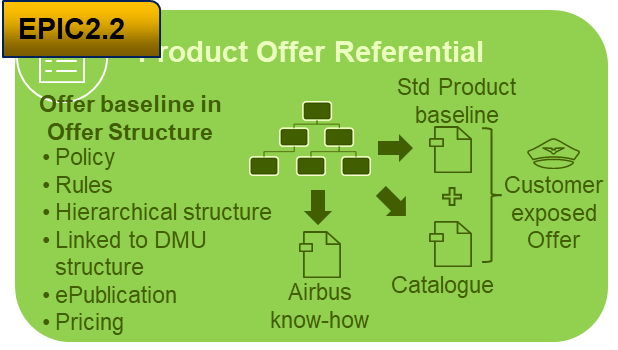 EPIC2.2
Product Offer Referential
Offer baseline in
Offer Structure
• Policy
• Rules
• Hierarchical structure
• Linked to DMU
structure
• ePublication
• Pricing
Std Product
baseline
Airbus
know-how
Catalogue
Customer
exposed
Offer